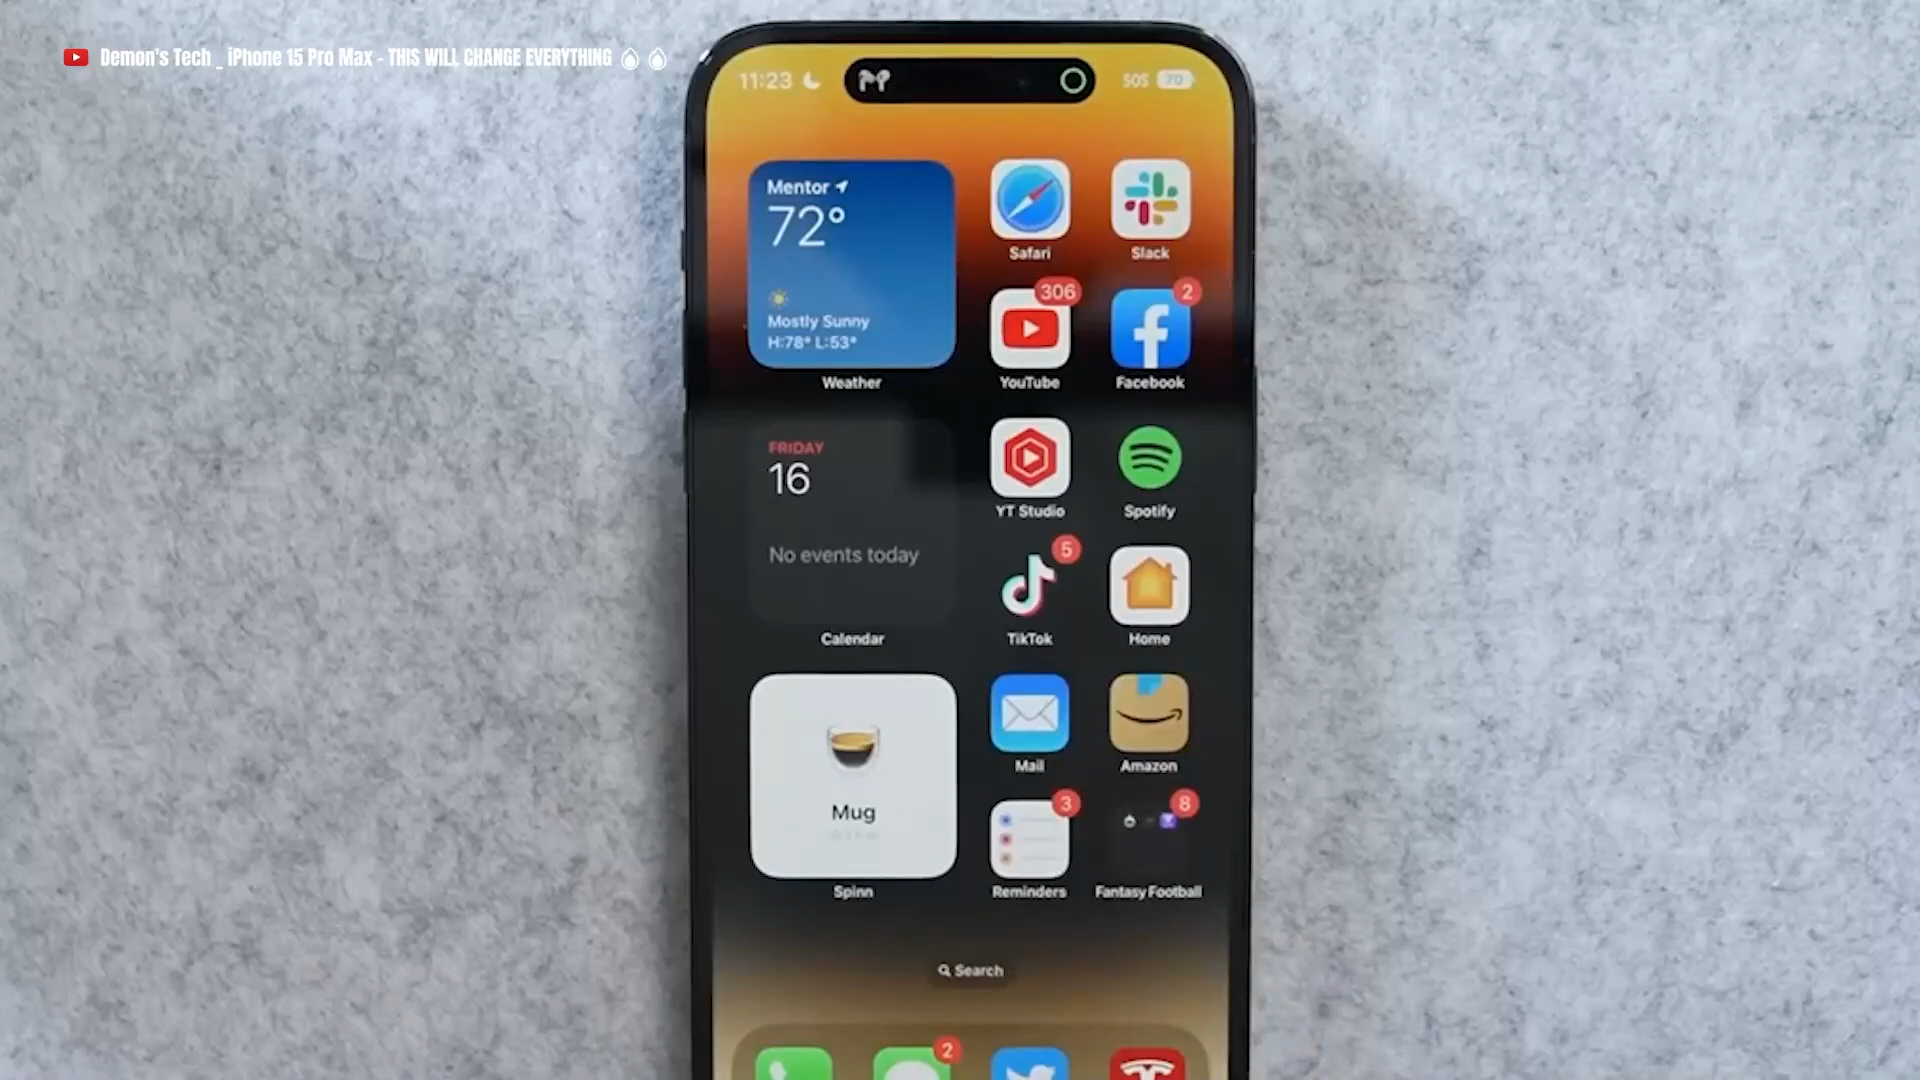 Demon's Tech _ iPhone 15 Pro Max - THIS WILL CHANGE EVERYTHING
11:23
SOS 70
Mentor
72°
Mostly Sunny
H:78° L:53°
Weather
Safari
Slack
306
2
YouTube
Facebook
FRIDAY
16
No events today
Calendar
YT Studio
Spotify
5
TikTok
Home
Mug
Spinn
Mail
Amazon
3
8
Reminders
Fantasy Football
Search
2